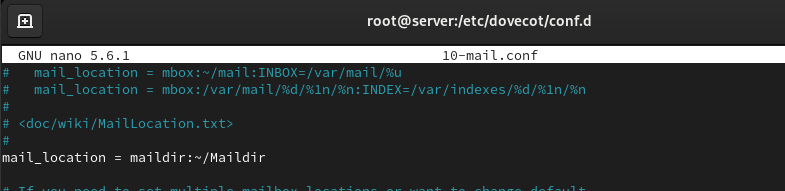 root@server:/etc/dovecot/conf.d
GNU nano 5.6.1 10-mail.conf
#   mail_location = mbox:~/mail:INBOX=/var/mail/%u
#   mail_location = mbox:/var/mail/%d/%1n/%n:INDEX=/var/indexes/%d/%1n/%n
#
# <doc/wiki/MailLocation.txt>
#
mail_location = maildir:~/Maildir
# If you need to set multiple mailbox locations or want to change default